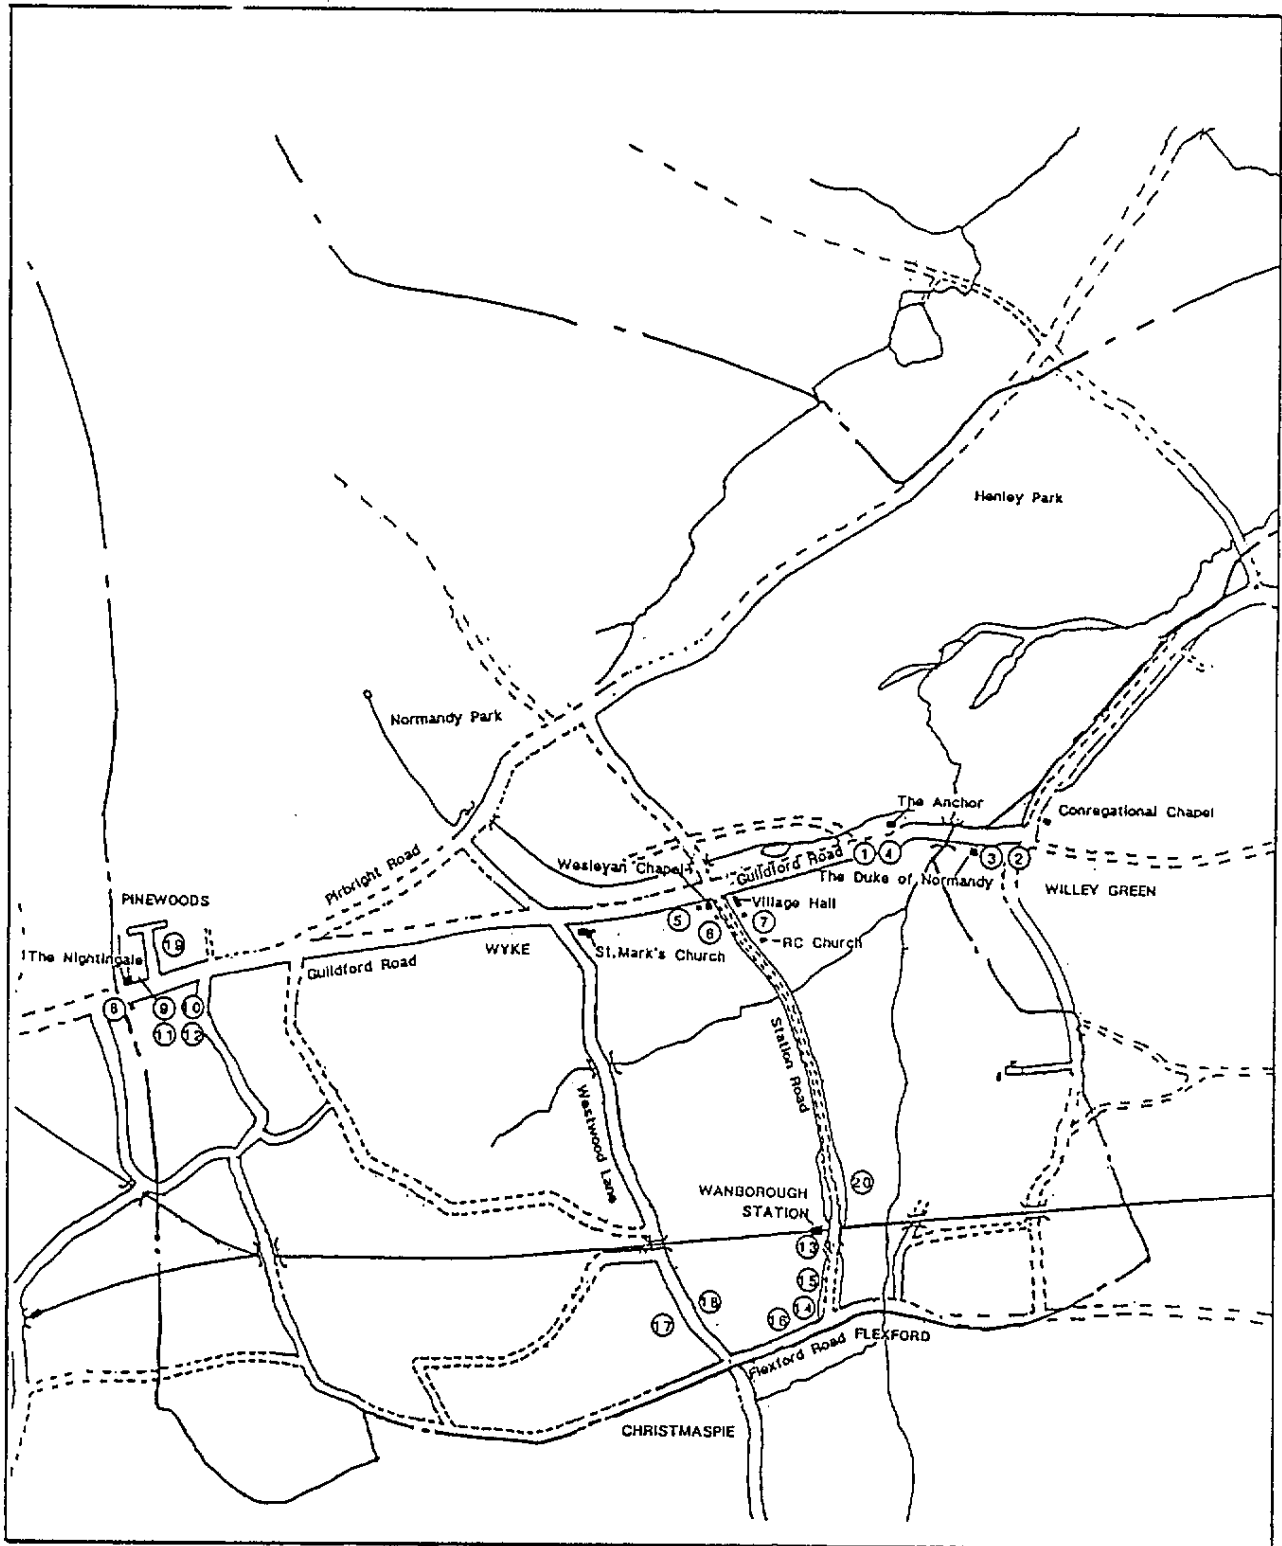 Henley Park
Normandy Park
The Anchor
Conregational Chapel
Pirbright Road
Wesleyan Chapel
Guildford Road
1 4
3 2
The Duke of Normandy
WILLEY GREEN
PINEWOODS
Village Hall
5
6
7
19
WYKE
St.Mark's Church
RC Church
The Nightingale
Guildford Road
8
9 10
11 12
Station Road
Westwood Lane
20
WANBOROUGH
STATION
13
15
18
14
16
17
Flexford Road
FLEXFORD
CHRISTMASPIE